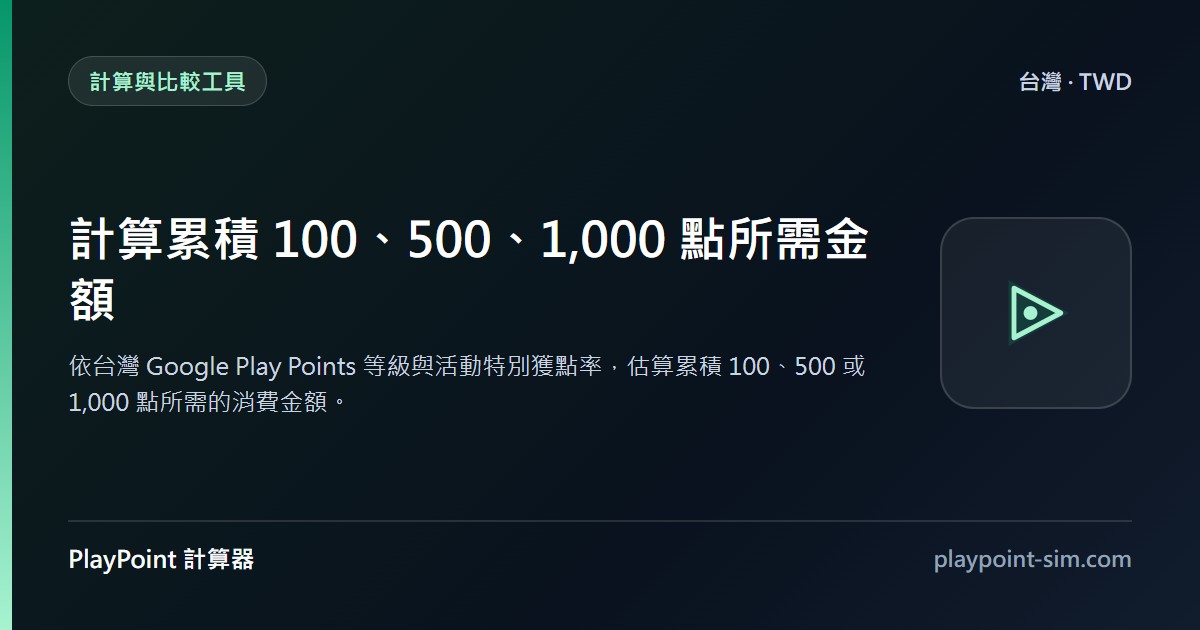 計算與比較工具
台灣 · TWD
計算累積 100、500、1,000 點所需金
額
依台灣 Google Play Points 等級與活動特別獲點率，估算累積 100、500 或
1,000 點所需的消費金額。
PlayPoint 計算器
playpoint-sim.com